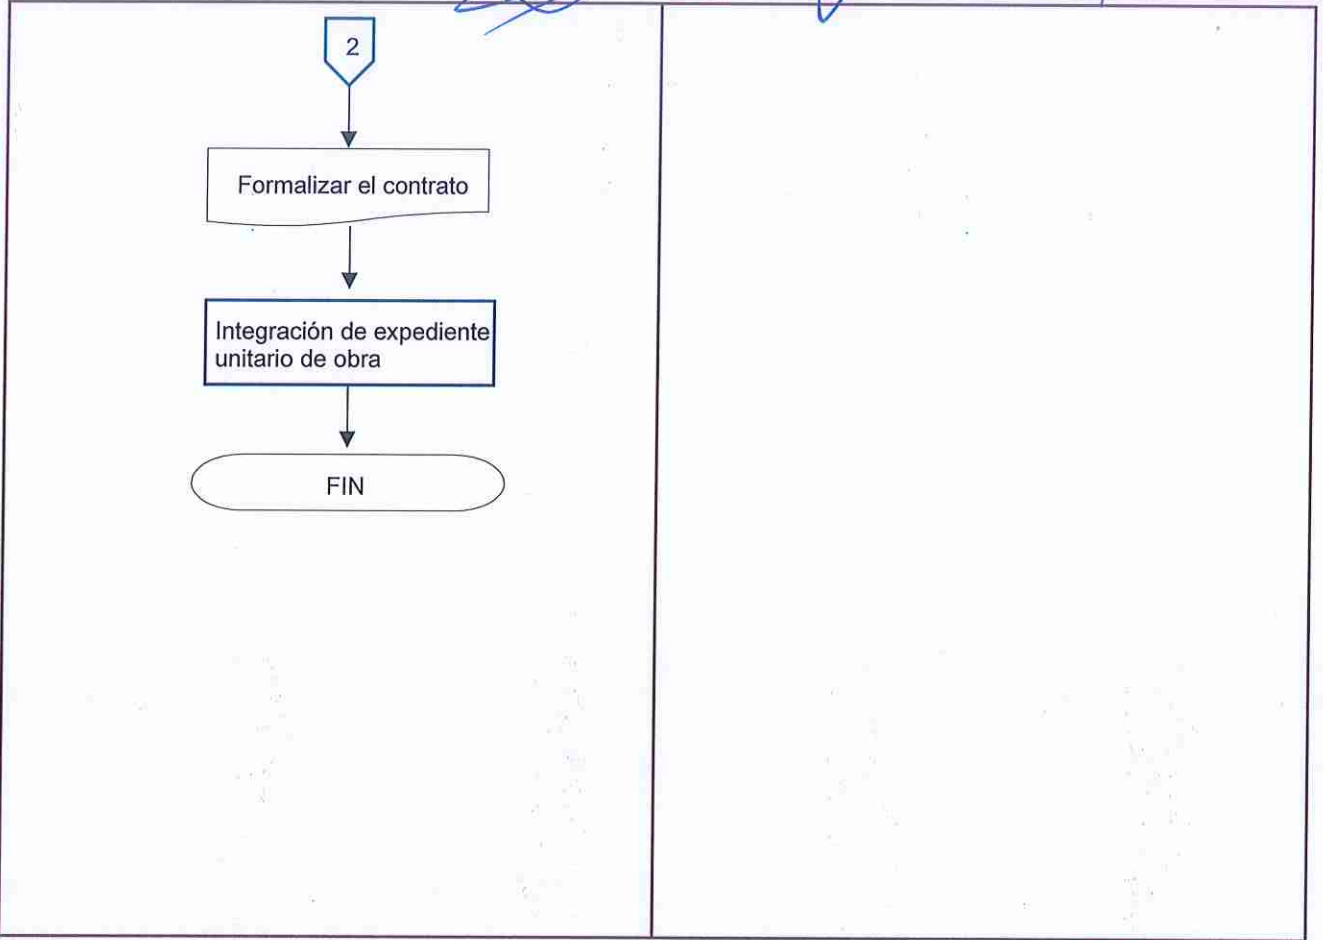 2
Formalizar el contrato
Integración de expediente
unitario de obra
FIN